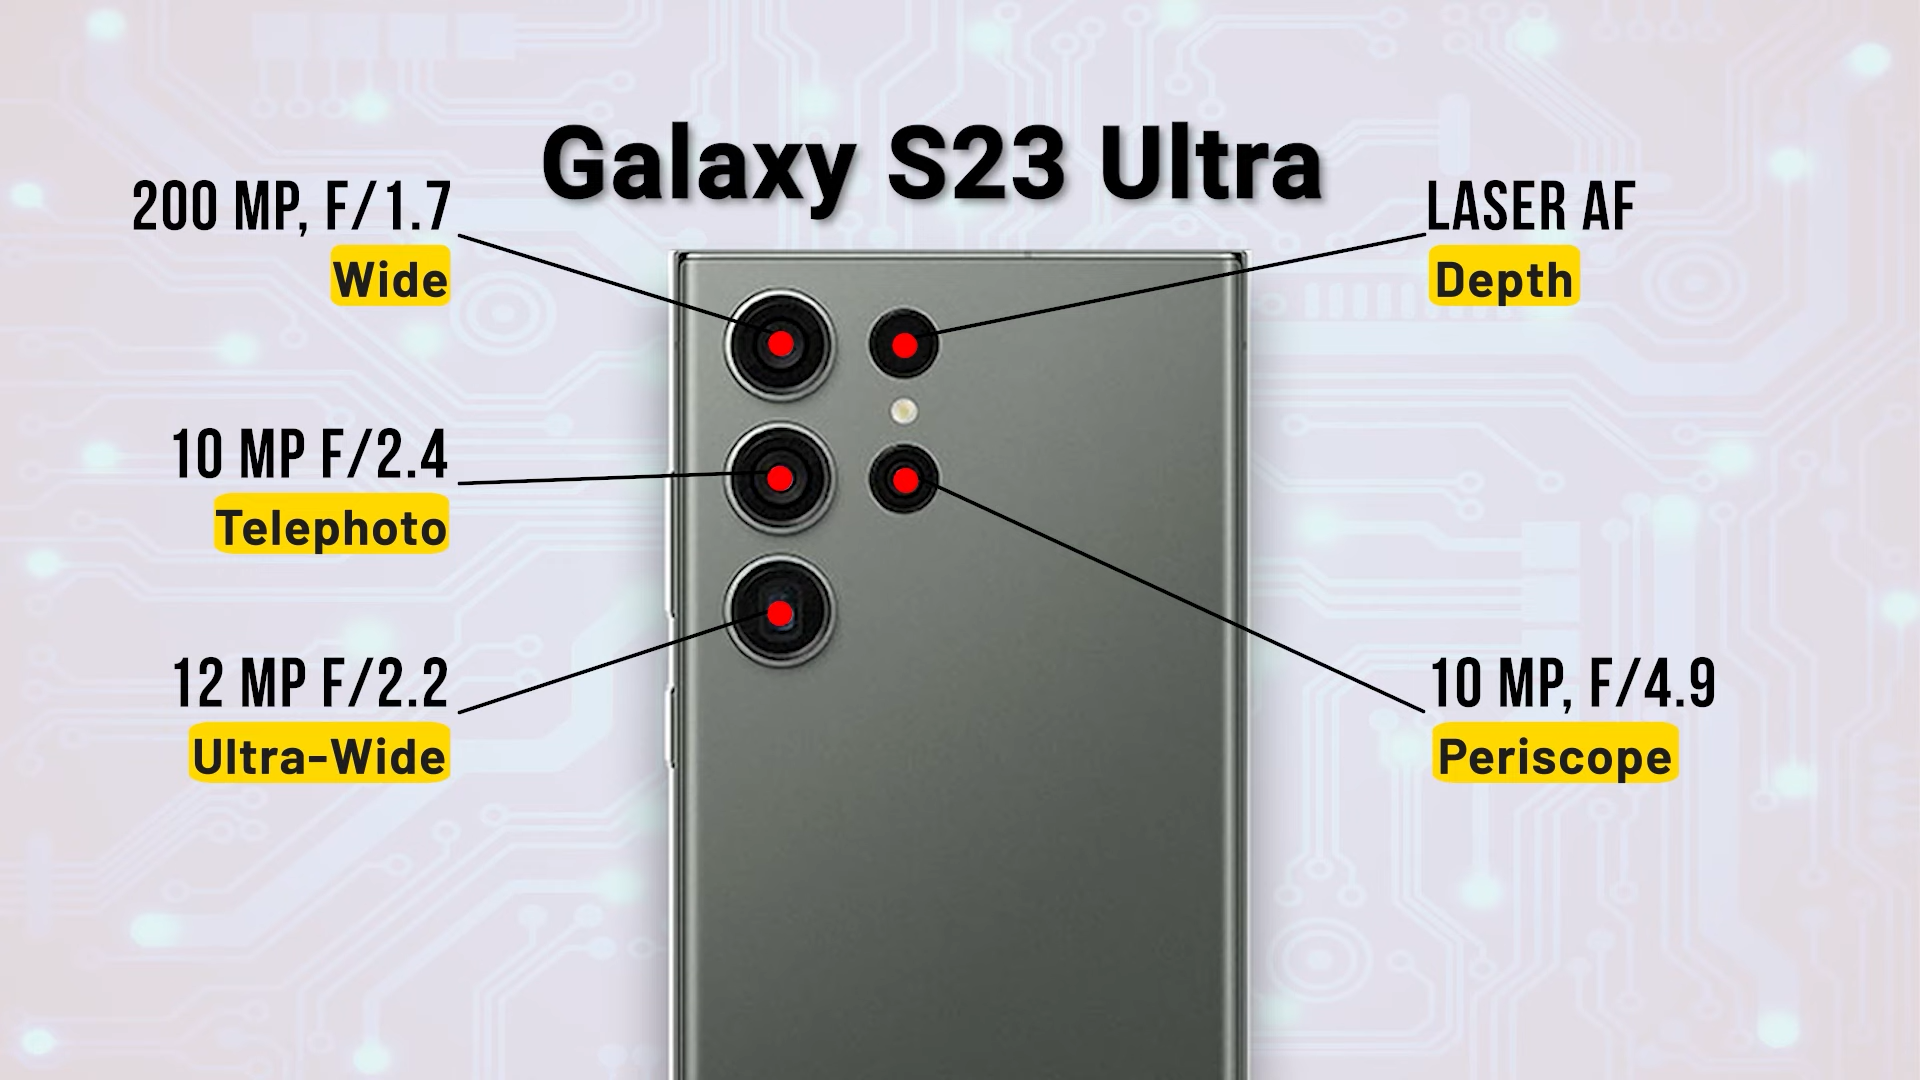 Galaxy S23 Ultra
200 MP, F/1.7
Wide
LASER AF
Depth
10 MP F/2.4
Telephoto
12 MP F/2.2
Ultra-Wide
10 MP, F/4.9
Periscope